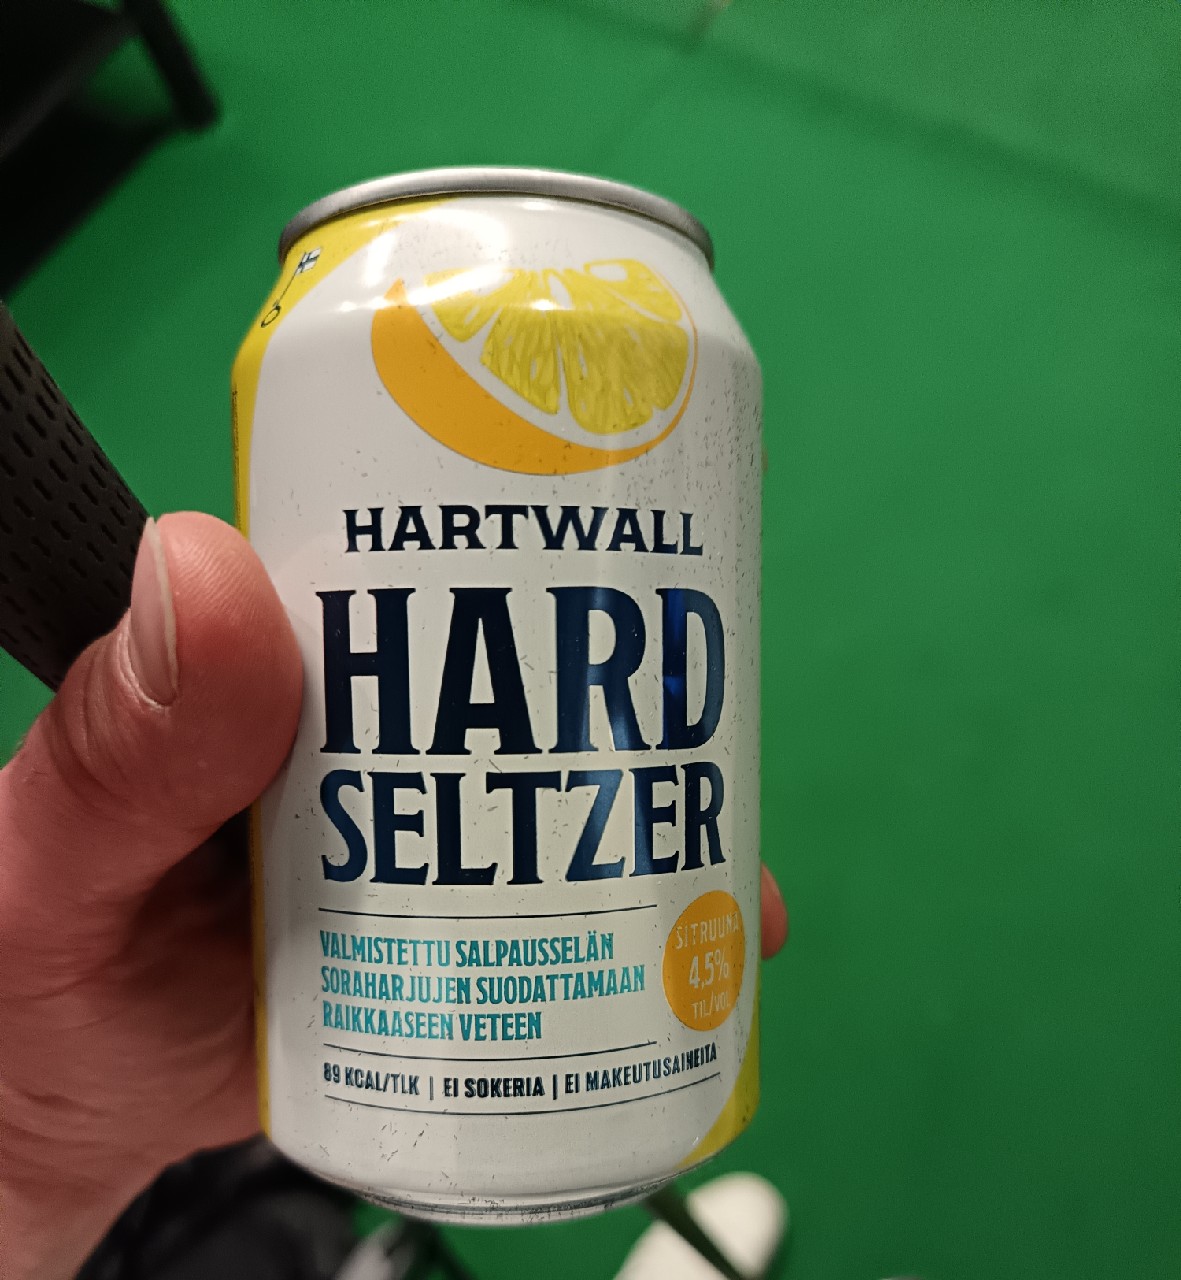 HARTWALL
HARD
SELTZER
VALMISTETTU SALPAUSSELÄN
SORAHARJUJEN SUODATTAMAAN
RAIKKAASEEN VETEEN
SITRUUNA
4,5%
TIL/VOL
89 KCAL/TLK | EI SOKERIA | EI MAKEUTUSAINEITA